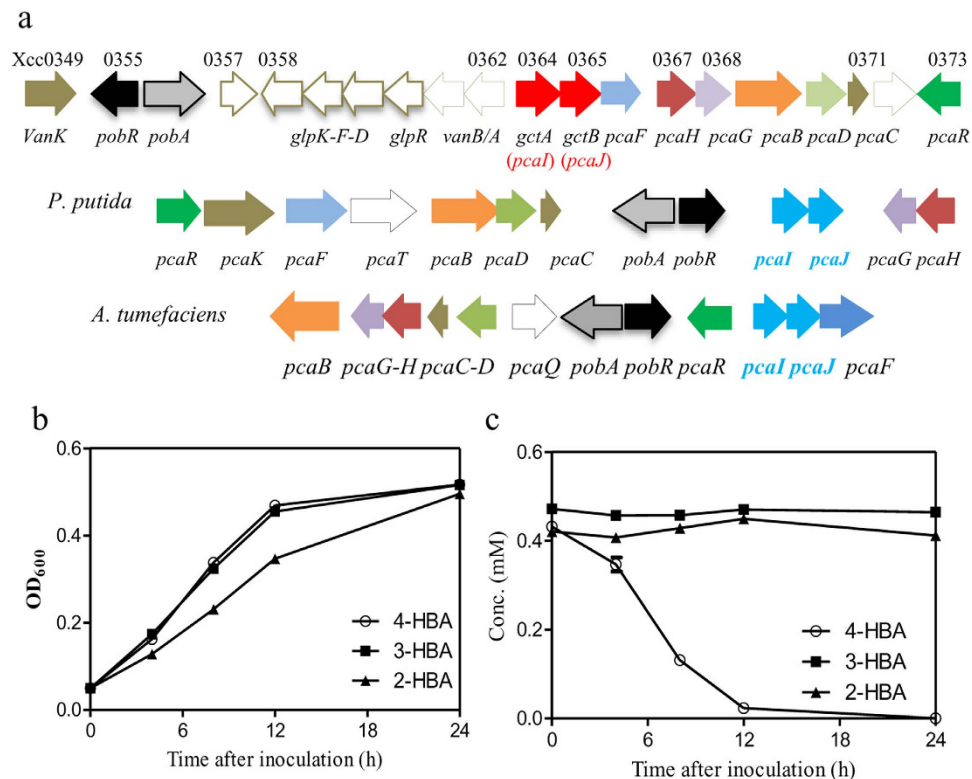 a
Xcc0349 0355 0357 0358 0362 0364 0365 0367 0368 0371 0373
VanK pobR pobA glpK-F-D glpR vanB/A gctA gctB pcaF pcaH pcaG pcaB pcaD pcaC pcaR
(pcaI) (pcaJ)
P. putida
pcaR pcaK pcaF pcaT pcaB pcaD pcaC pobA pobR pcaI pcaJ pcaG pcaH
A. tumefaciens
pcaB pcaG-H pcaC-D pcaQ pobA pobR pcaR pcaI pcaJ pcaF
b
0.6
0.4
0.2
0.0
OD600
4-HBA
3-HBA
2-HBA
0 6 12 18 24
Time after inoculation (h)
c
0.6
0.4
0.2
0.0
Conc. (mM)
4-HBA
3-HBA
2-HBA
0 6 12 18 24
Time after inoculation (h)